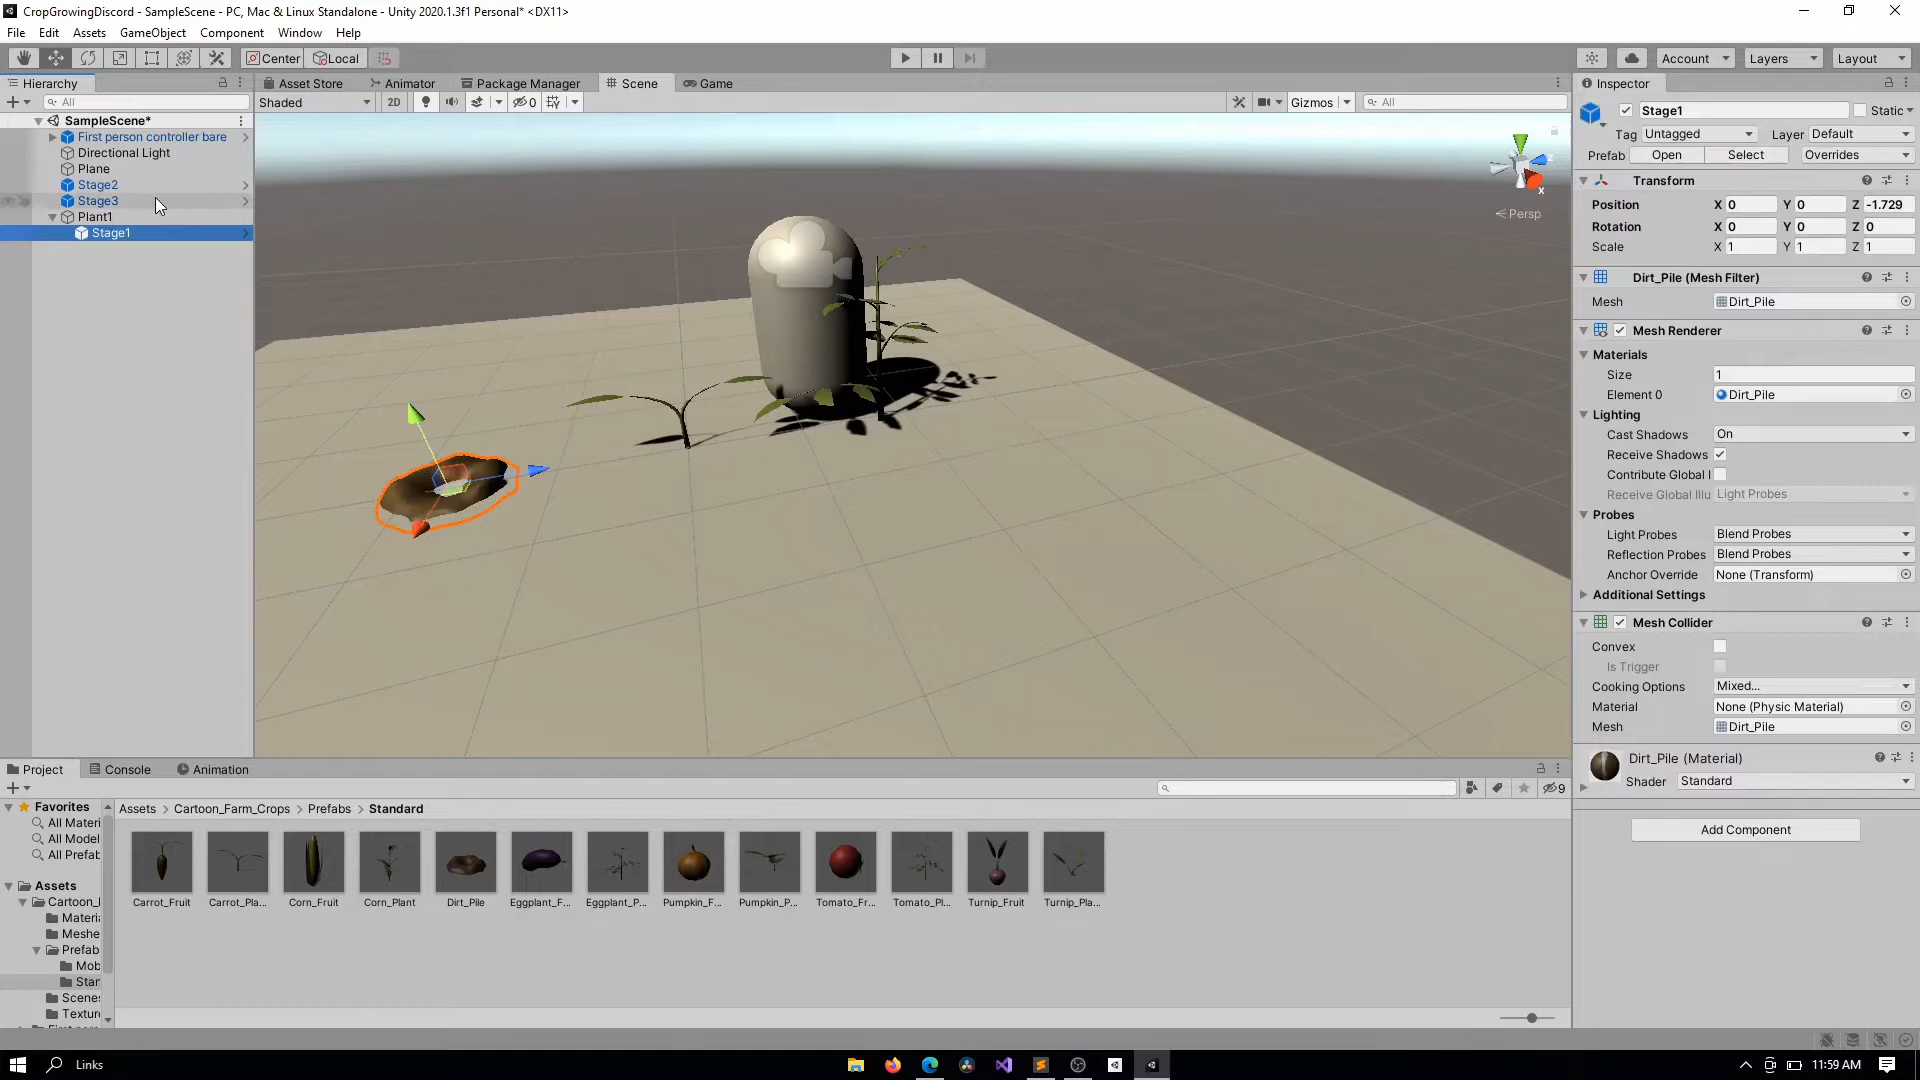 CropGrowingDiscord - SampleScene - PC, Mac & Linux Standalone - Unity 2020.1.3f1 Personal* <DX11>
File Edit Assets GameObject Component Window Help
Center Local Account Layers Layout
Hierarchy
All
SampleScene*
First person controller bare
Directional Light
Plane
Stage2
Stage3
Plant1
Stage1
Asset Store Animator Package Manager Scene Game
Shaded 2D 0 Gizmos All
x
Persp
Inspector
Stage1 Static
Tag Untagged Layer Default
Prefab Open Select Overrides
Transform
Position X 0 Y 0 Z -1.729
Rotation X 0 Y 0 Z 0
Scale X 1 Y 1 Z 1
Dirt_Pile (Mesh Filter)
Mesh Dirt_Pile
Mesh Renderer
Materials
Size 1
Element 0 Dirt_Pile
Lighting
Cast Shadows On
Receive Shadows
Contribute Global I
Receive Global Illu Light Probes
Probes
Light Probes Blend Probes
Reflection Probes Blend Probes
Anchor Override None (Transform)
Additional Settings
Mesh Collider
Convex
Is Trigger
Cooking Options Mixed...
Material None (Physic Material)
Mesh Dirt_Pile
Dirt_Pile (Material)
Shader Standard
Add Component
Project Console Animation
9
Favorites
All Materi
All Model
All Prefab
Assets
Cartoon_
Materi
Meshe
Prefab
Mob
Stan
Scene
Textur
Assets > Cartoon_Farm_Crops > Prefabs > Standard
Carrot_Fruit Carrot_Pla... Corn_Fruit Corn_Plant Dirt_Pile Eggplant_F... Eggplant_P... Pumpkin_F... Pumpkin_P... Tomato_Fr... Tomato_Pl... Turnip_Fruit Turnip_Pla...
Links
11:59 AM